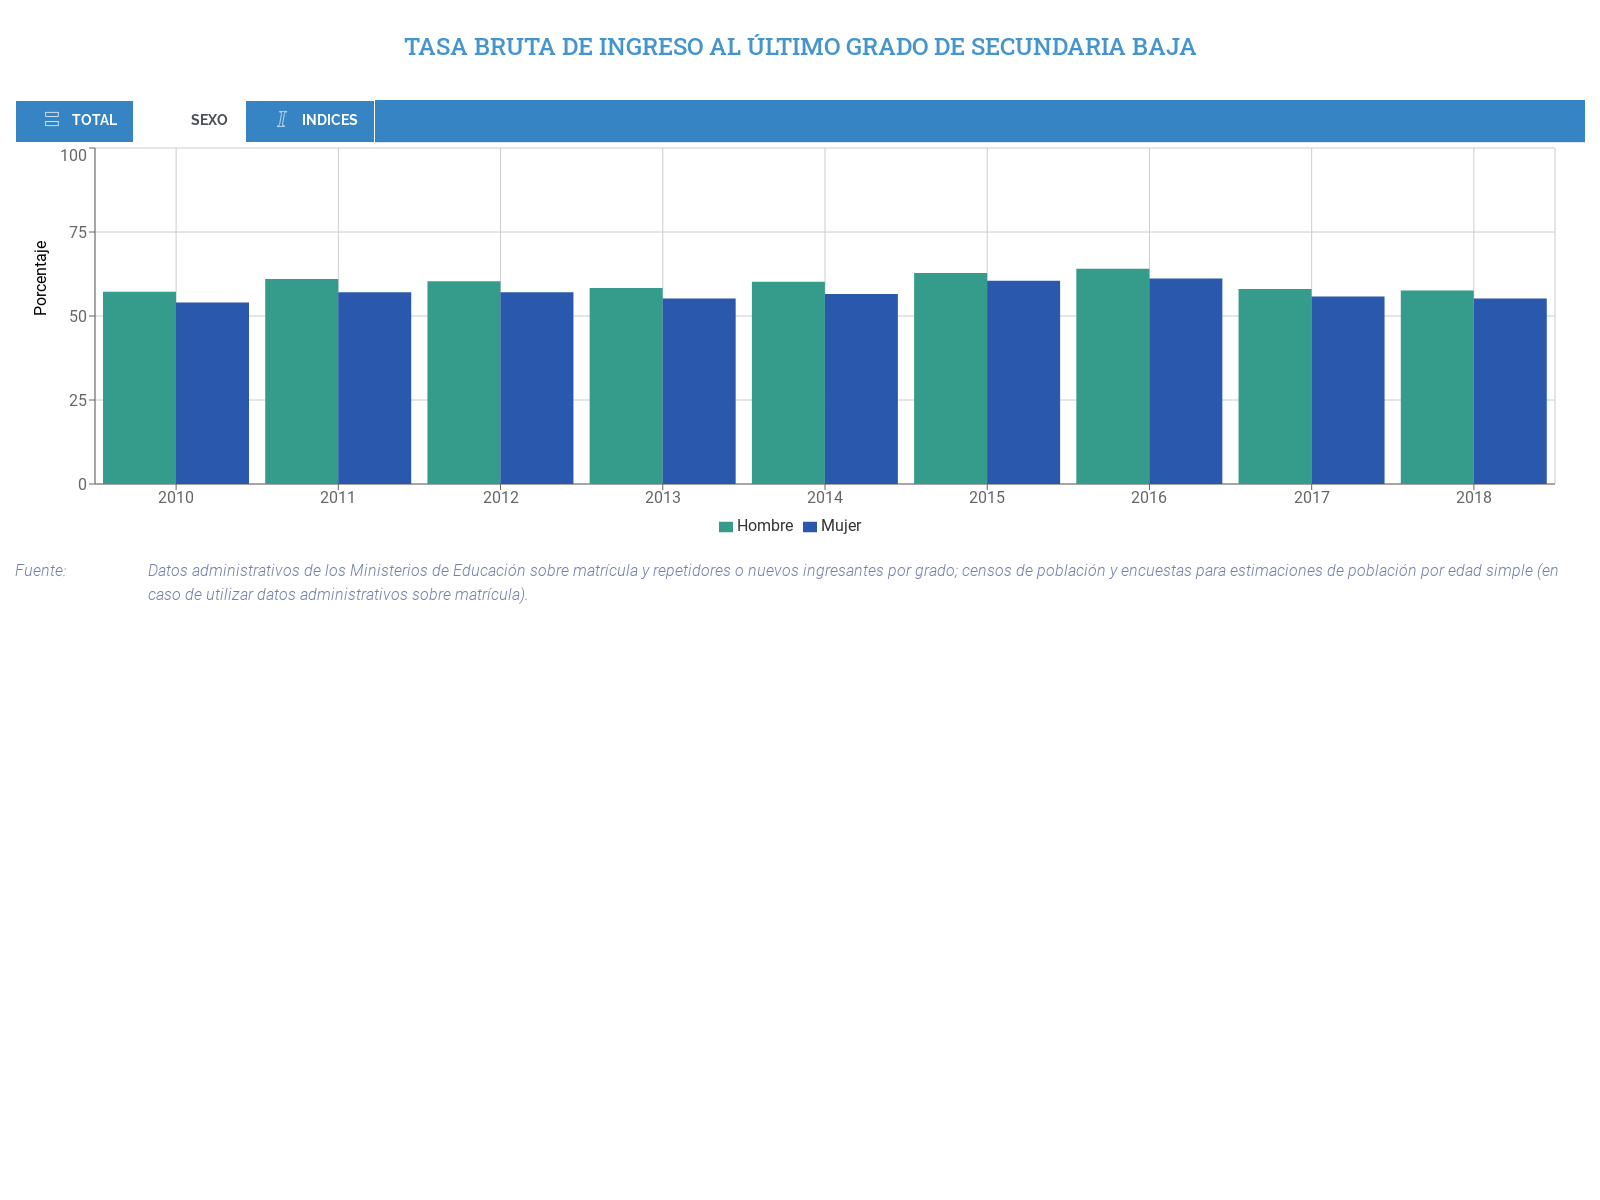 TASA BRUTA DE INGRESO AL ÚLTIMO GRADO DE SECUNDARIA BAJA
TOTAL SEXO INDICES
100
75
50
25
0
Porcentaje
2010 2011 2012 2013 2014 2015 2016 2017 2018
Hombre Mujer
Fuente: Datos administrativos de los Ministerios de Educación sobre matrícula y repetidores o nuevos ingresantes por grado; censos de población y encuestas para estimaciones de población por edad simple (en
caso de utilizar datos administrativos sobre matrícula).